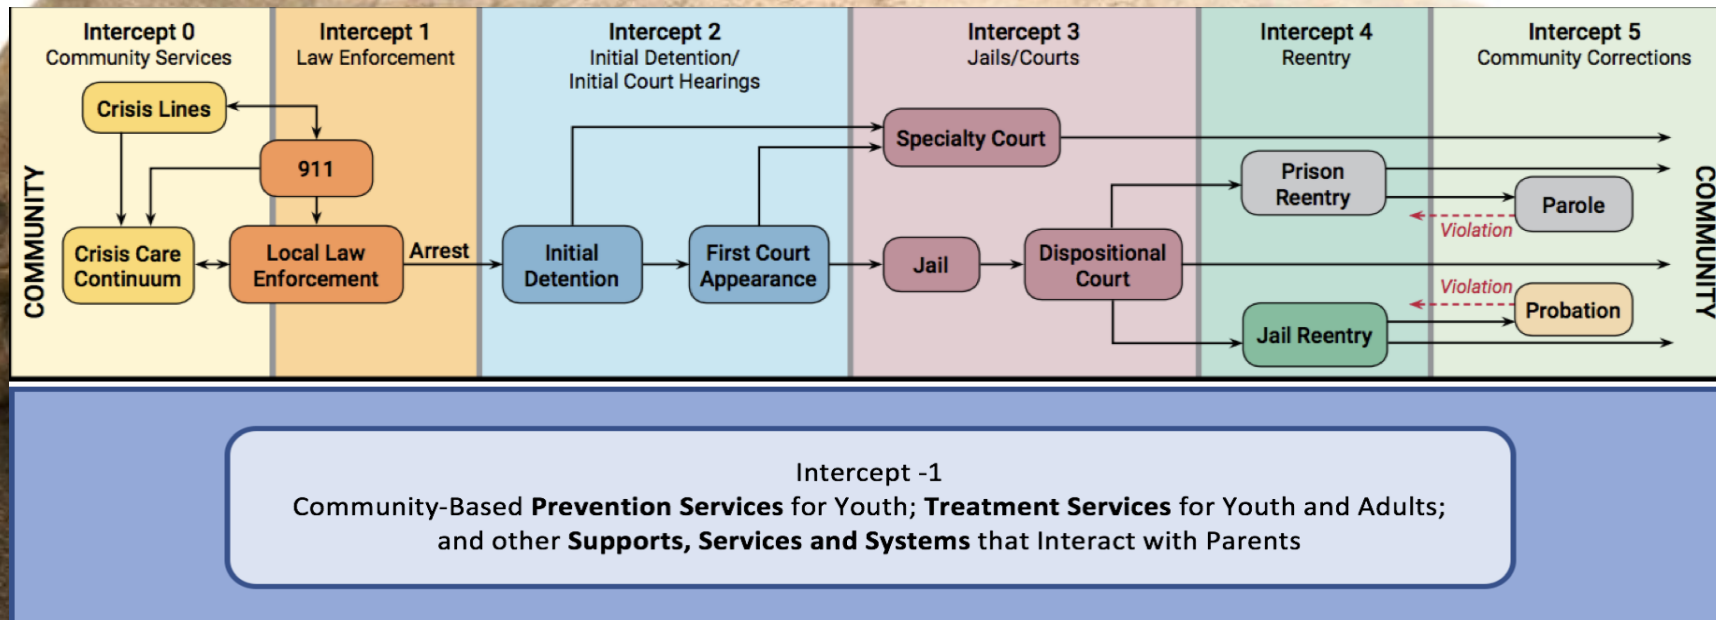 Intercept 0
Community Services
Intercept 1
Law Enforcement
Intercept 2
Initial Detention/
Initial Court Hearings
Intercept 3
Jails/Courts
Intercept 4
Reentry
Intercept 5
Community Corrections
COMMUNITY
Crisis Lines
911
Crisis Care
Continuum
Local Law
Enforcement
Arrest
Initial
Detention
First Court
Appearance
Specialty Court
Jail
Dispositional
Court
Prison
Reentry
Jail Reentry
Parole
Violation
Violation
Probation
COMMUNITY
Intercept -1
Community-Based Prevention Services for Youth; Treatment Services for Youth and Adults;
and other Supports, Services and Systems that Interact with Parents